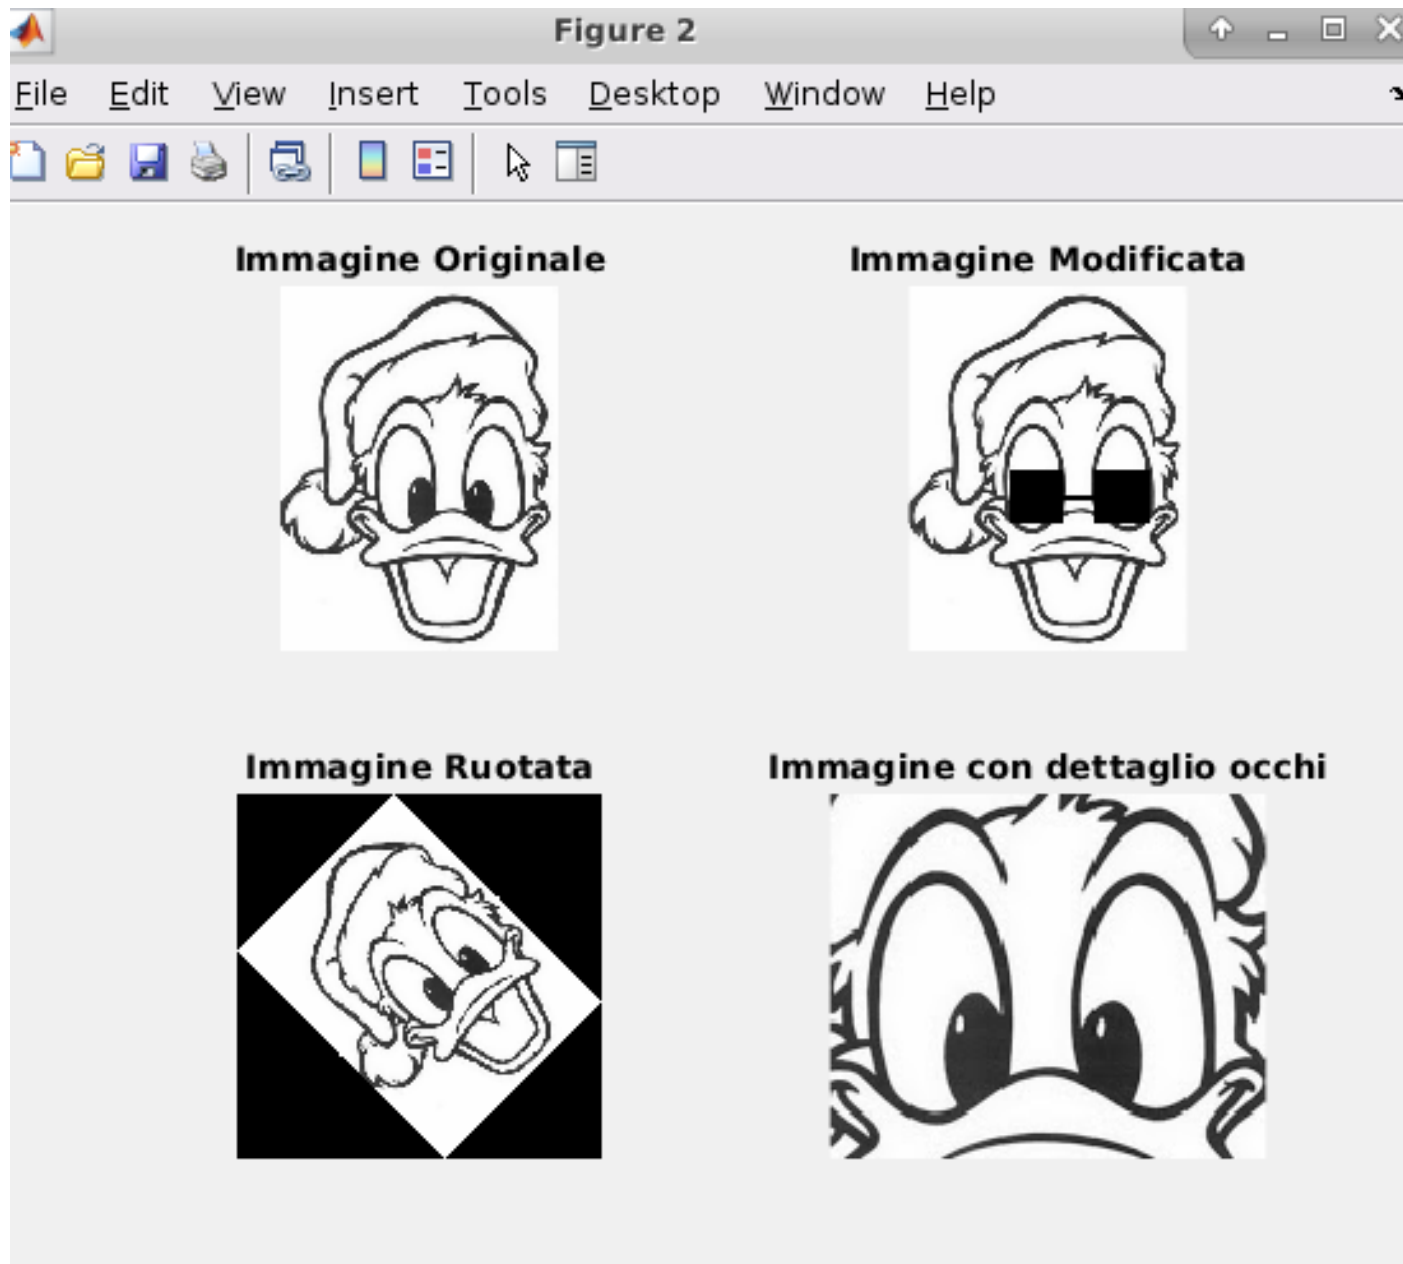 Figure 2
File Edit View Insert Tools Desktop Window Help
Immagine Originale
Immagine Modificata
Immagine Ruotata
Immagine con dettaglio occhi